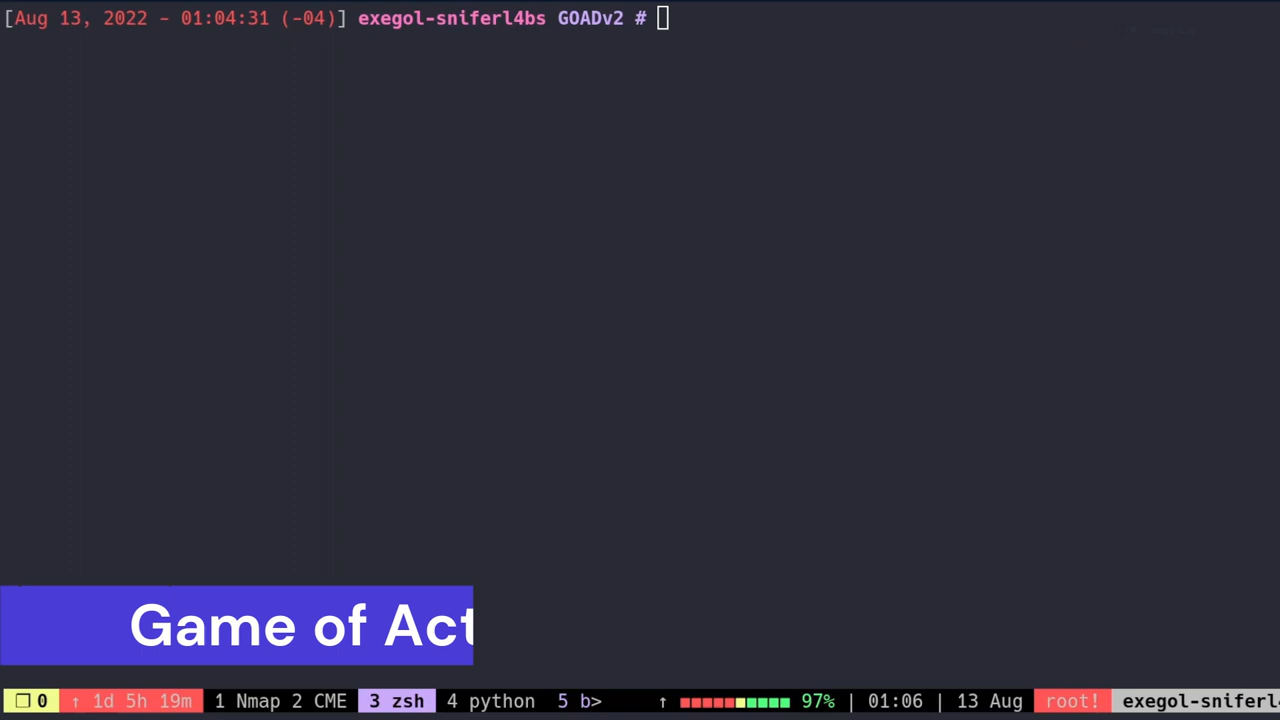 [Aug 13, 2022 - 01:04:31 (-04)] exegol-sniferl4bs GOADv2 #
Game of Act
0 ↑ 1d 5h 19m 1 Nmap 2 CME 3 zsh 4 python 5 b> ↑ 97% | 01:06 | 13 Aug root! exegol-sniferl